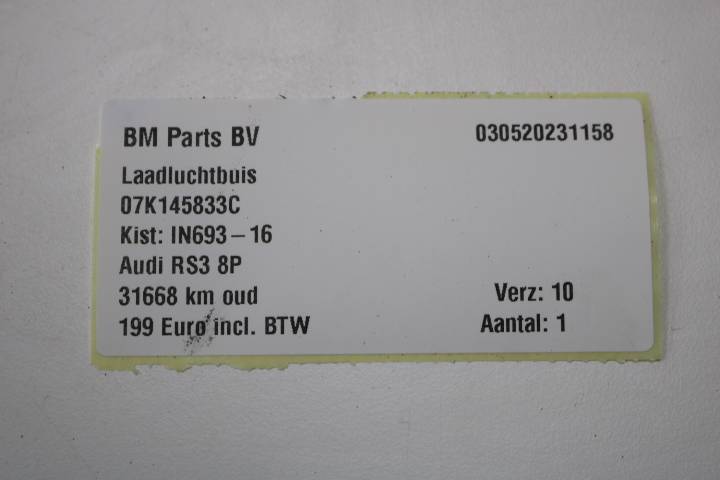 BM Parts BV 030520231158
Laadluchtbuis
07K145833C
Kist: IN693-16
Audi RS3 8P
31668 km oud Verz: 10
199 Euro incl. BTW Aantal: 1